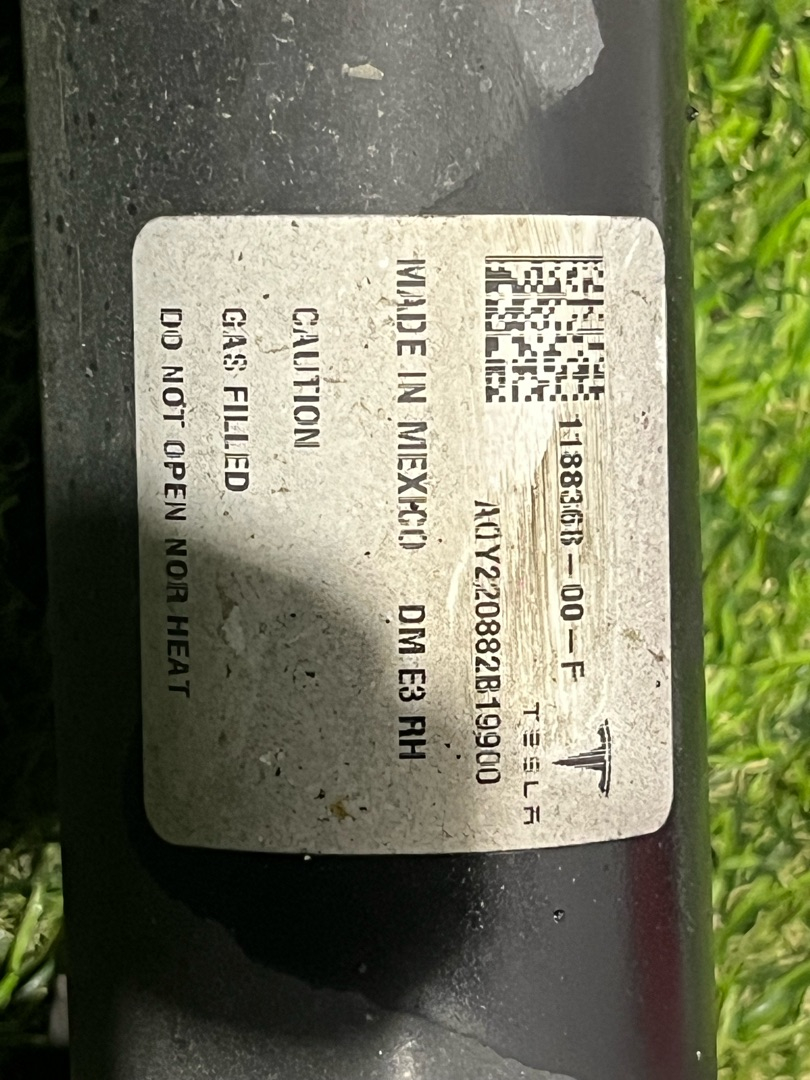 1188368-00-F
TESLA
A0Y220882B19900
MADE IN MEXICO DM E3 RH
CAUTION
GAS FILLED
DO NOT OPEN NOR HEAT